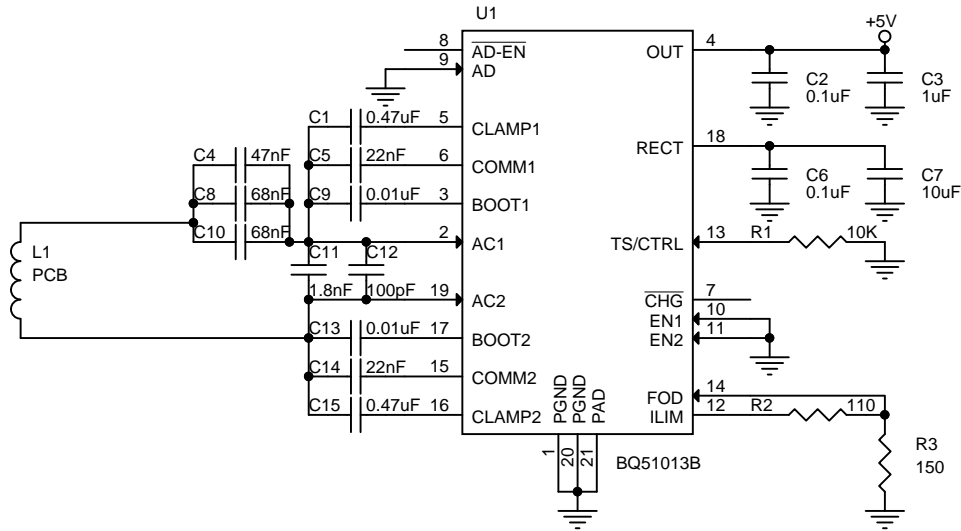 U1
+5V
8 AD-EN OUT 4
9 AD
C2 C3
0.1uF 1uF
C1 0.47uF 5 CLAMP1
RECT 18
C4 47nF C5 22nF 6 COMM1
C6 C7
0.1uF 10uF
C8 68nF C9 0.01uF 3 BOOT1
C10 68nF 2 AC1 TS/CTRL 13 R1 10K
L1
PCB
C11 C12
1.8nF 100pF 19 AC2 CHG 7
EN1 10
C13 0.01uF 17 BOOT2 EN2 11
C14 22nF 15 COMM2
FOD 14
C15 0.47uF 16 CLAMP2 ILIM 12 R2 110
PGND PGND PAD
1 20 21
BQ51013B
R3
150